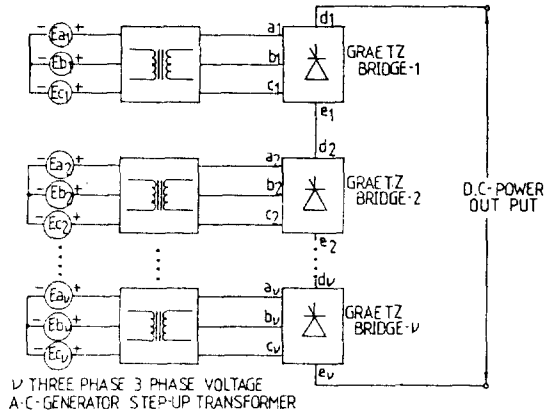 d1
Ea1 + a1
Eb1 + b1 GRAETZ
BRIDGE-1
Ec1 + c1
e1
d2
Ea2 + a2
Eb2 + b2 GRAETZ
BRIDGE-2
Ec2 + c2
e2
D.C-POWER
OUT PUT
dν
Eaν + aν
Ebν + bν GRAETZ
BRIDGE-ν
Ecν + cν
eν
ν THREE PHASE 3 PHASE VOLTAGE
A-C-GENERATOR STEP-UP TRANSFORMER